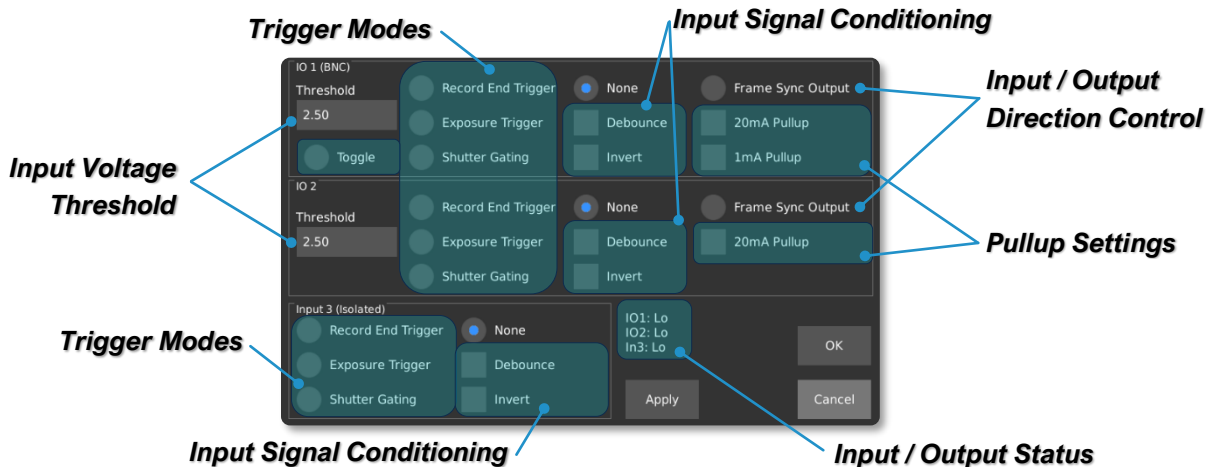 Trigger Modes
Input Signal Conditioning
Input / Output
Direction Control
Input Voltage
Threshold
Pullup Settings
IO 1 (BNC)
Threshold
2.50
Toggle
Record End Trigger
Exposure Trigger
Shutter Gating
None
Debounce
Invert
Frame Sync Output
20mA Pullup
1mA Pullup
IO 2
Threshold
2.50
Record End Trigger
Exposure Trigger
Shutter Gating
None
Debounce
Invert
Frame Sync Output
20mA Pullup
Input 3 (Isolated)
Record End Trigger
Exposure Trigger
Shutter Gating
None
Debounce
Invert
IO1: Lo
IO2: Lo
In3: Lo
Apply
OK
Cancel
Trigger Modes
Input Signal Conditioning
Input / Output Status